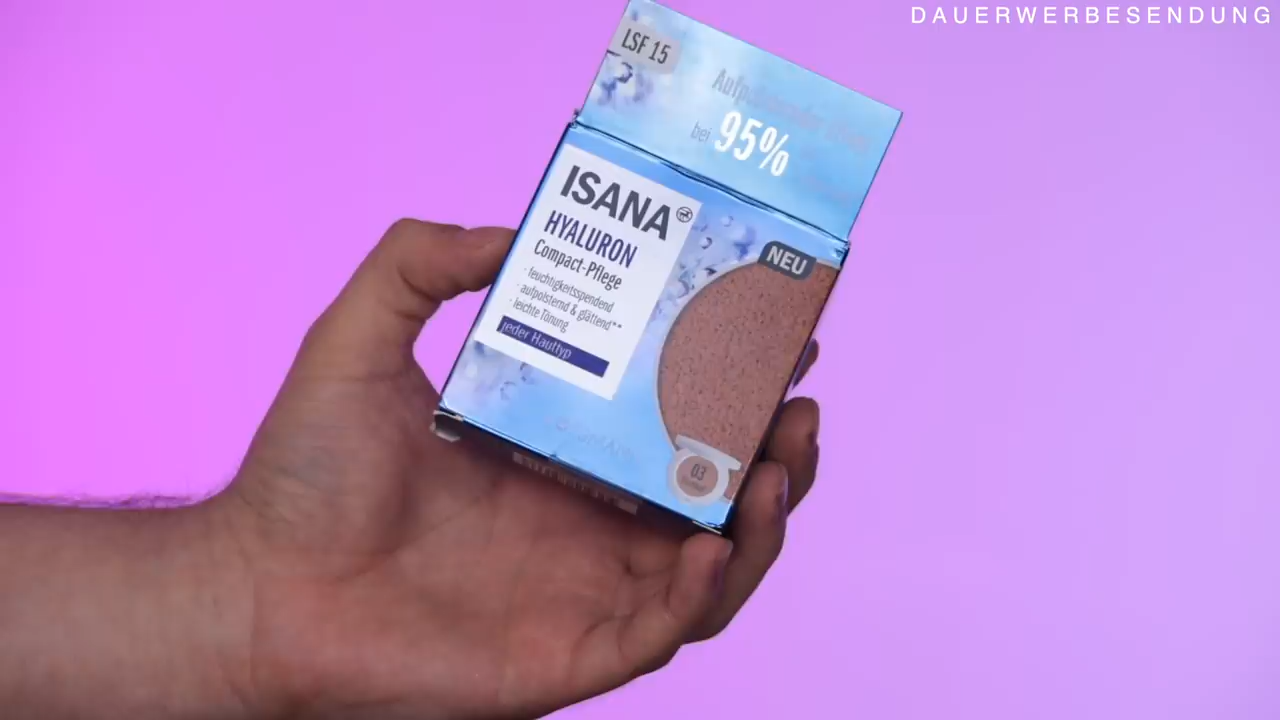 DAUERWERBESENDUNG
LSF 15
bei 95%
ISANA
HYALURON
Compact-Pflege
· feuchtigkeitsspendend
· aufpolsternd & glättend**
· leichte Tönung
jeder Hauttyp
NEU
03